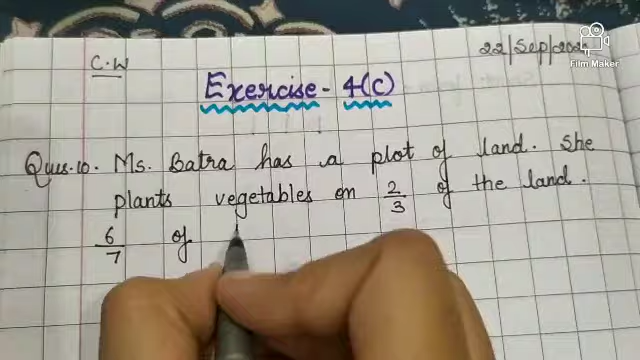 C.W
22/Sep/202
Film Maker
Exercise - 4(c)
Ques.10. Ms. Batra has a plot of land. She
plants vegetables on 2/3 of the land.
6/7 of